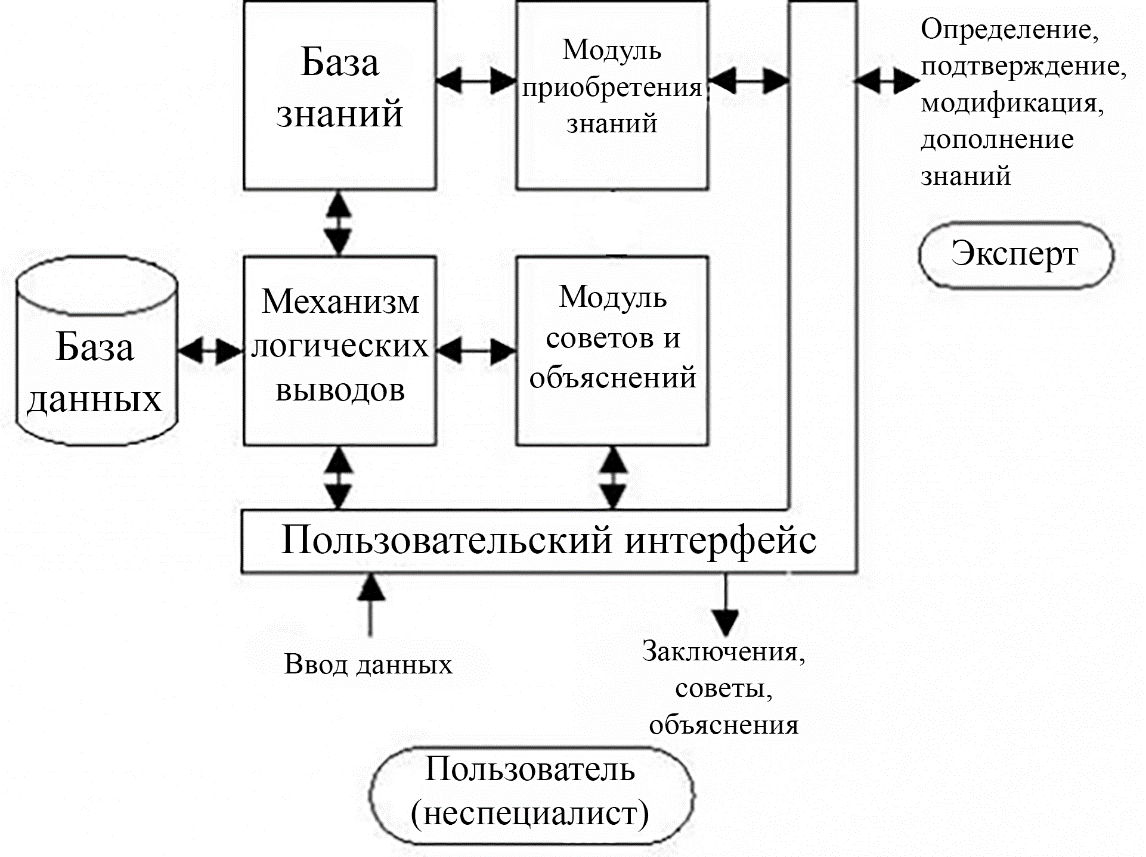 База
знаний
Модуль
приобретения
знаний
Определение,
подтверждение,
модификация,
дополнение
знаний
Эксперт
База
данных
Механизм
логических
выводов
Модуль
советов и
объяснений
Пользовательский интерфейс
Ввод данных
Заключения,
советы,
объяснения
Пользователь
(неспециалист)